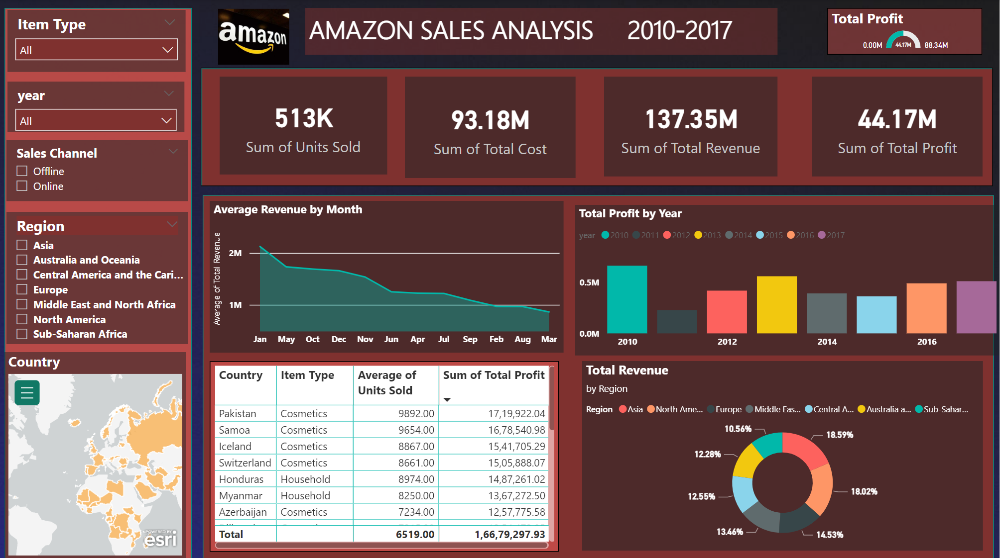 Item Type
All
year
All
Sales Channel
Offline
Online
Region
Asia
Australia and Oceania
Central America and the Cari...
Europe
Middle East and North Africa
North America
Sub-Saharan Africa
Country
POWERED BY
esri
amazon
AMAZON SALES ANALYSIS 2010-2017
Total Profit
0.00M 44.17M 88.34M
513K
Sum of Units Sold
93.18M
Sum of Total Cost
137.35M
Sum of Total Revenue
44.17M
Sum of Total Profit
Average Revenue by Month
Average of Total Revenue
2M
1M
Jan May Oct Dec Nov Jun Apr Jul Sep Feb Aug Mar
Total Profit by Year
year 2010 2011 2012 2013 2014 2015 2016 2017
0.5M
0.0M
2010 2012 2014 2016
Country Item Type Average of Units Sold Sum of Total Profit
Pakistan Cosmetics 9892.00 17,19,922.04
Samoa Cosmetics 9654.00 16,78,540.98
Iceland Cosmetics 8867.00 15,41,705.29
Switzerland Cosmetics 8661.00 15,05,888.07
Honduras Household 8974.00 14,87,261.02
Myanmar Household 8250.00 13,67,272.50
Azerbaijan Cosmetics 7234.00 12,57,775.58
Total 6519.00 1,66,79,297.93
Total Revenue
by Region
Region Asia North Ame... Europe Middle Eas... Central A... Australia a... Sub-Sahar...
10.56%
18.59%
12.28%
12.55%
18.02%
13.46%
14.53%